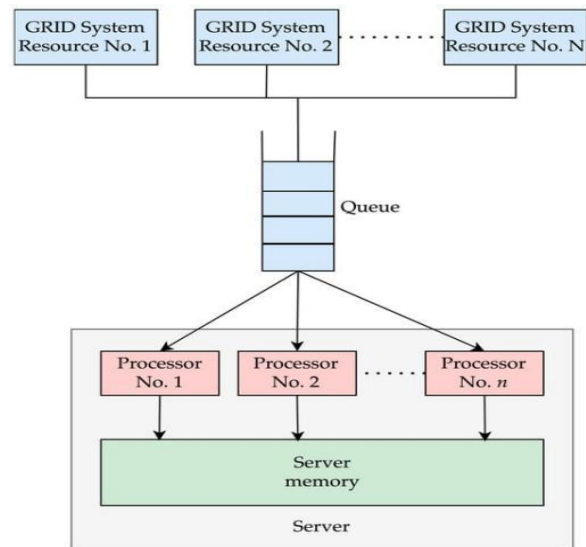 GRID System
Resource No. 1
GRID System
Resource No. 2
GRID System
Resource No. N
Queue
Processor
No. 1
Processor
No. 2
Processor
No. n
Server
memory
Server